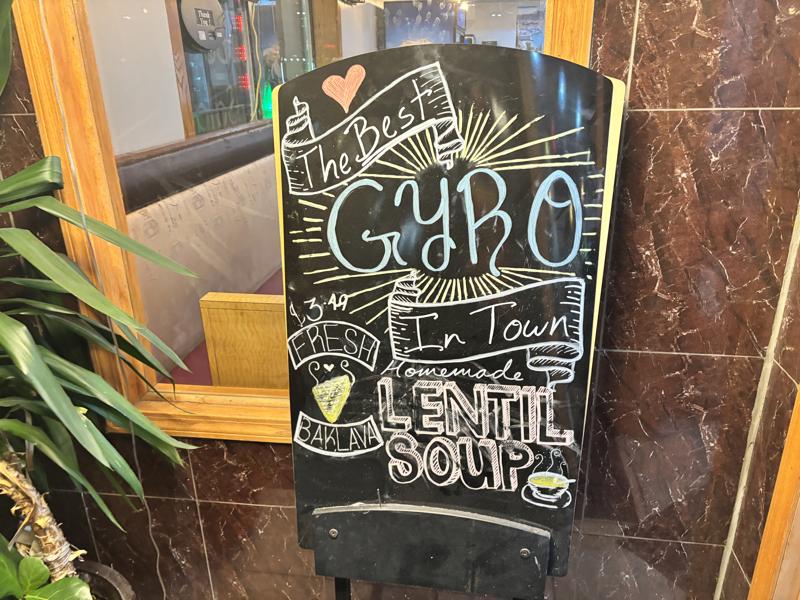 The Best
GYRO
In Town
$3.49
FRESH
BAKLAVA
Homemade
LENTIL
SOUP